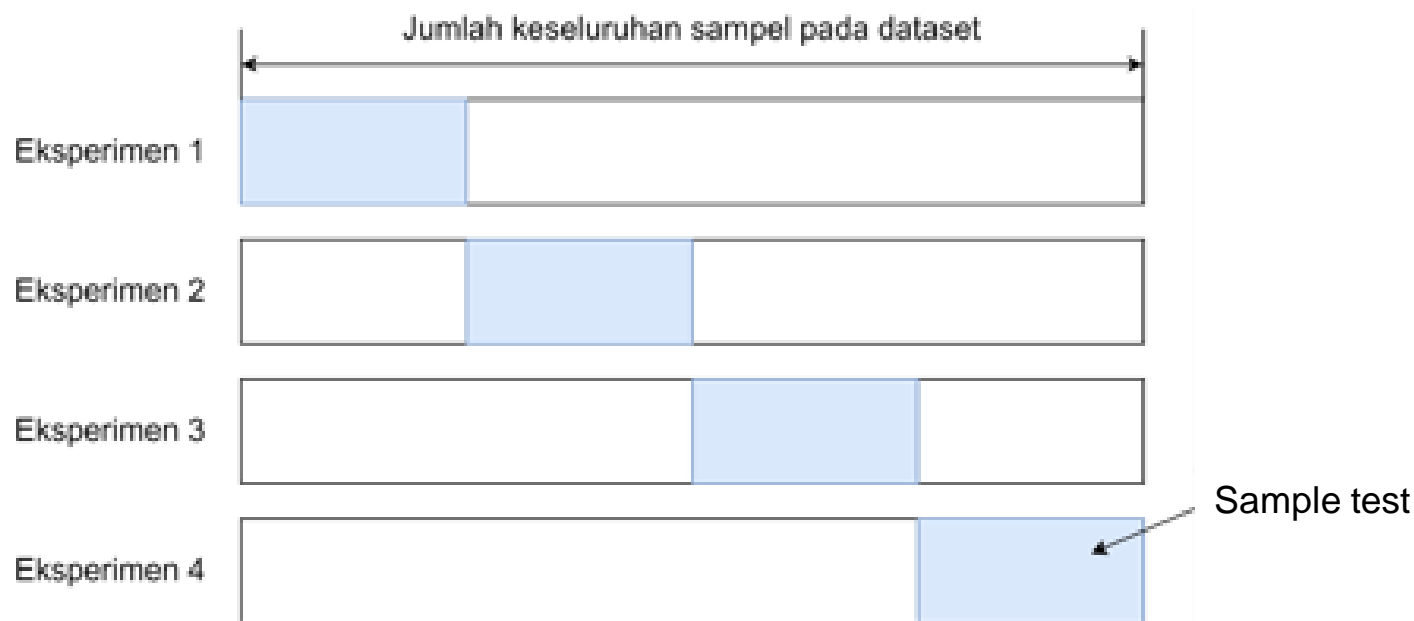 Jumlah keseluruhan sampel pada dataset
Eksperimen 1
Eksperimen 2
Eksperimen 3
Sample test
Eksperimen 4